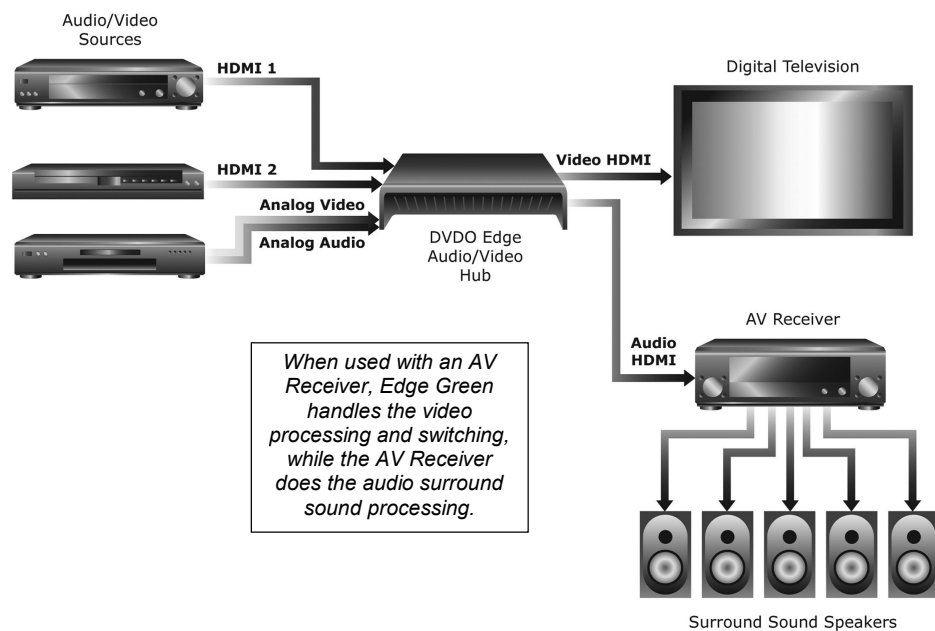 Audio/Video
Sources
HDMI 1
HDMI 2
Analog Video
Analog Audio
DVDO Edge
Audio/Video
Hub
Video HDMI
Digital Television
Audio
HDMI
AV Receiver
When used with an AV
Receiver, Edge Green
handles the video
processing and switching,
while the AV Receiver
does the audio surround
sound processing.
Surround Sound Speakers